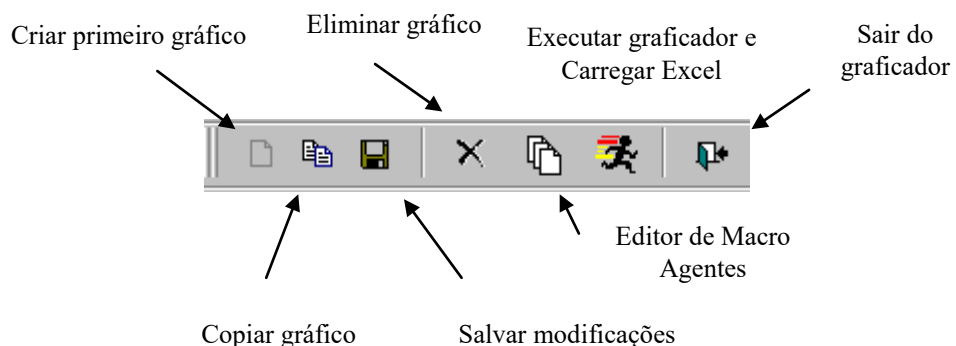 Criar primeiro gráfico
Eliminar gráfico
Executar graficador e
Carregar Excel
Sair do
graficador
Editor de Macro
Agentes
Copiar gráfico
Salvar modificações